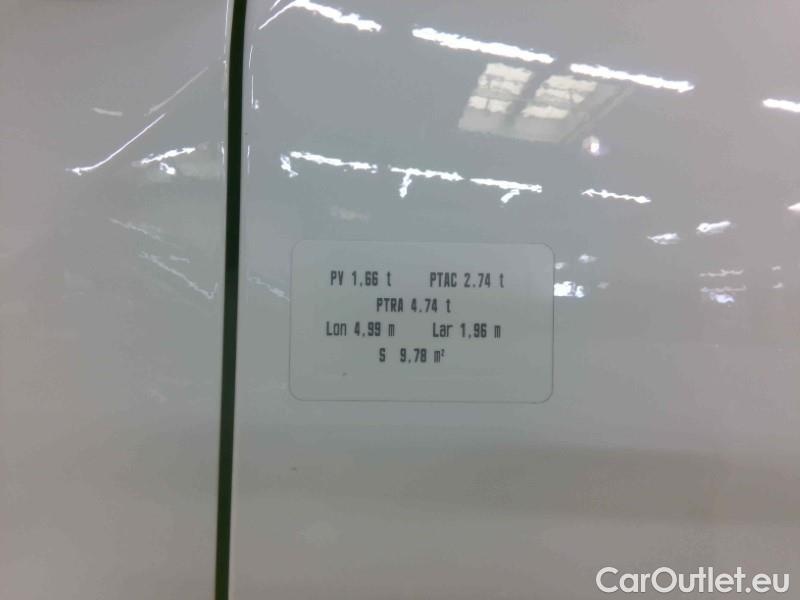 PV 1,66 t PTAC 2.74 t
PTRA 4.74 t
Lon 4,99 m Lar 1,96 m
S 9,78 m²
CarOutlet.eu